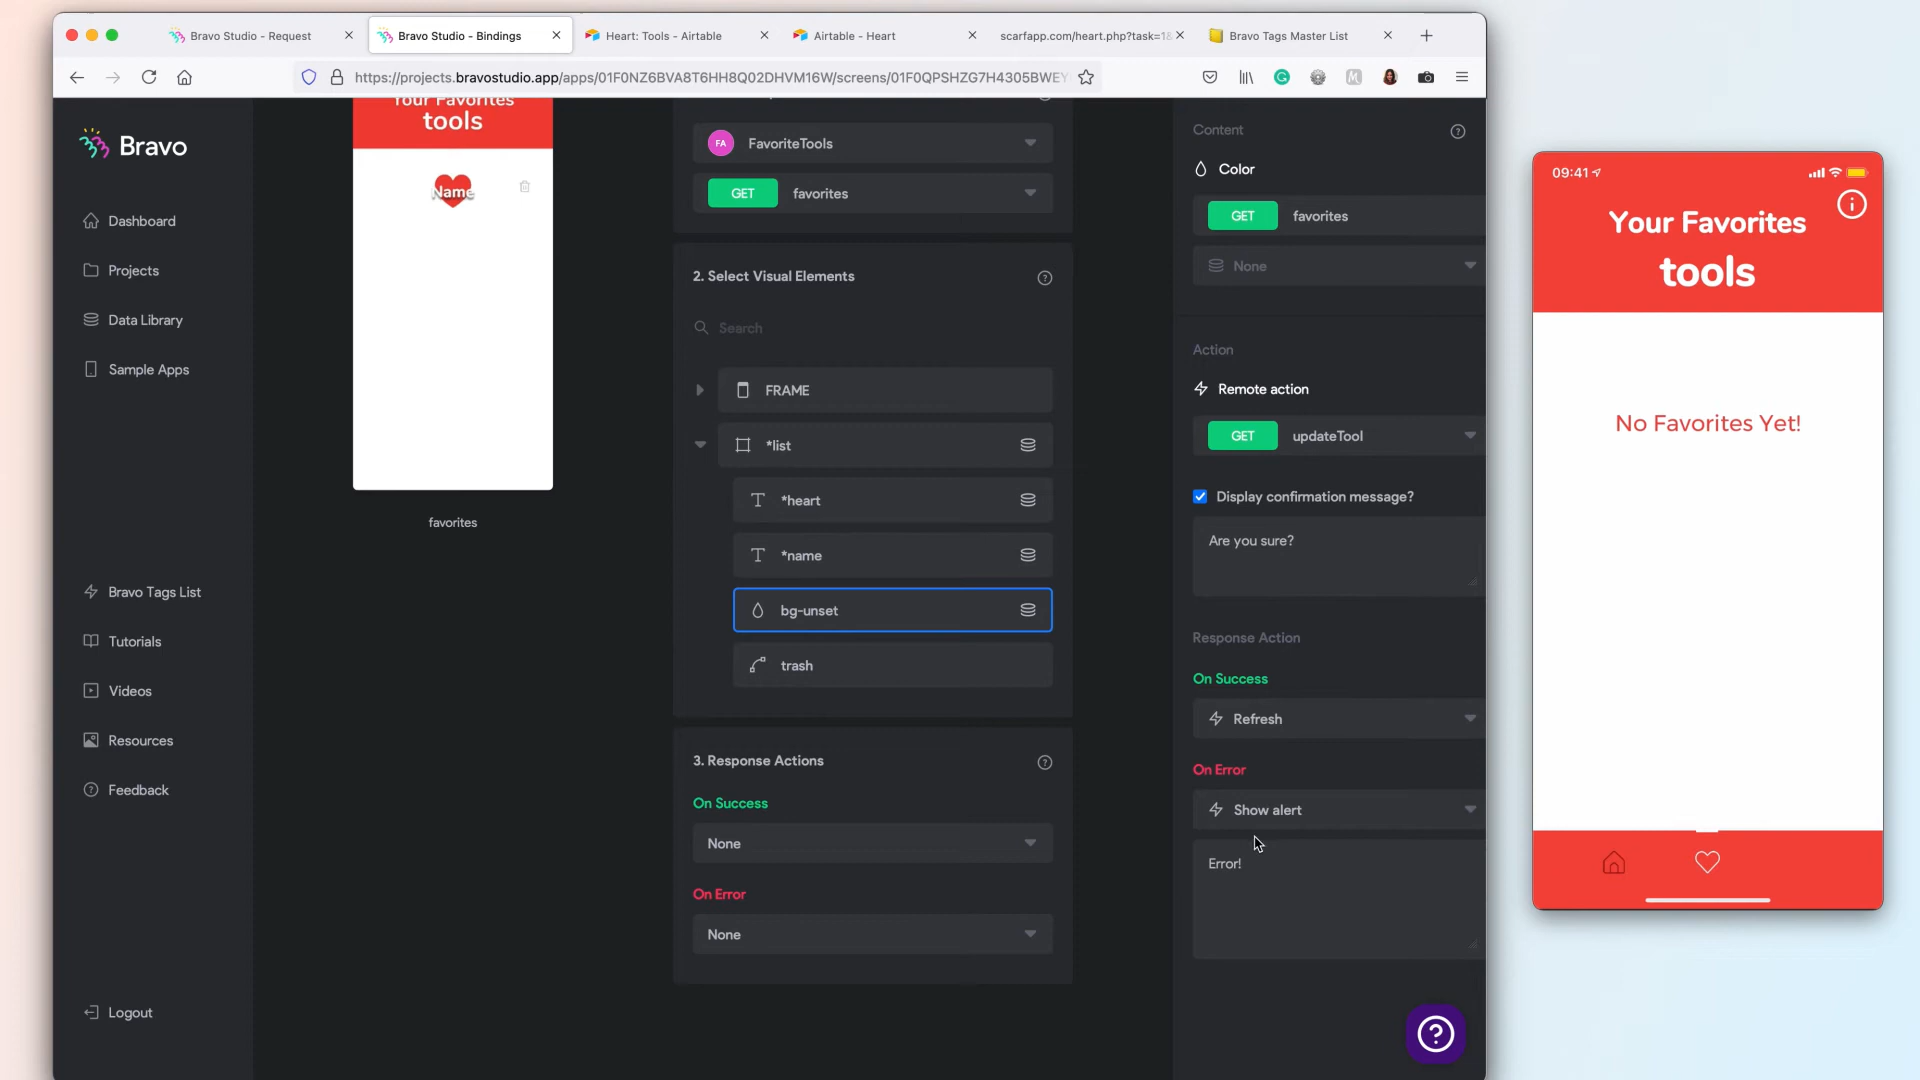 Bravo Studio - Request
Bravo Studio - Bindings
Heart: Tools - Airtable
Airtable - Heart
scarfapp.com/heart.php?task=1&
Bravo Tags Master List
https://projects.bravostudio.app/apps/01F0NZ6BVA8T6HH8Q02DHVM16W/screens/01F0QPSHZG7H4305BWEY
Bravo
Dashboard
Projects
Data Library
Sample Apps
Bravo Tags List
Tutorials
Videos
Resources
Feedback
Logout
Your Favorites
tools
Name
favorites
FA FavoriteTools
GET favorites
2. Select Visual Elements
Search
FRAME
*list
*heart
*name
bg-unset
trash
3. Response Actions
On Success
None
On Error
None
Content
Color
GET favorites
None
Action
Remote action
GET updateTool
Display confirmation message?
Are you sure?
Response Action
On Success
Refresh
On Error
Show alert
Error!
09:41
Your Favorites
tools
No Favorites Yet!